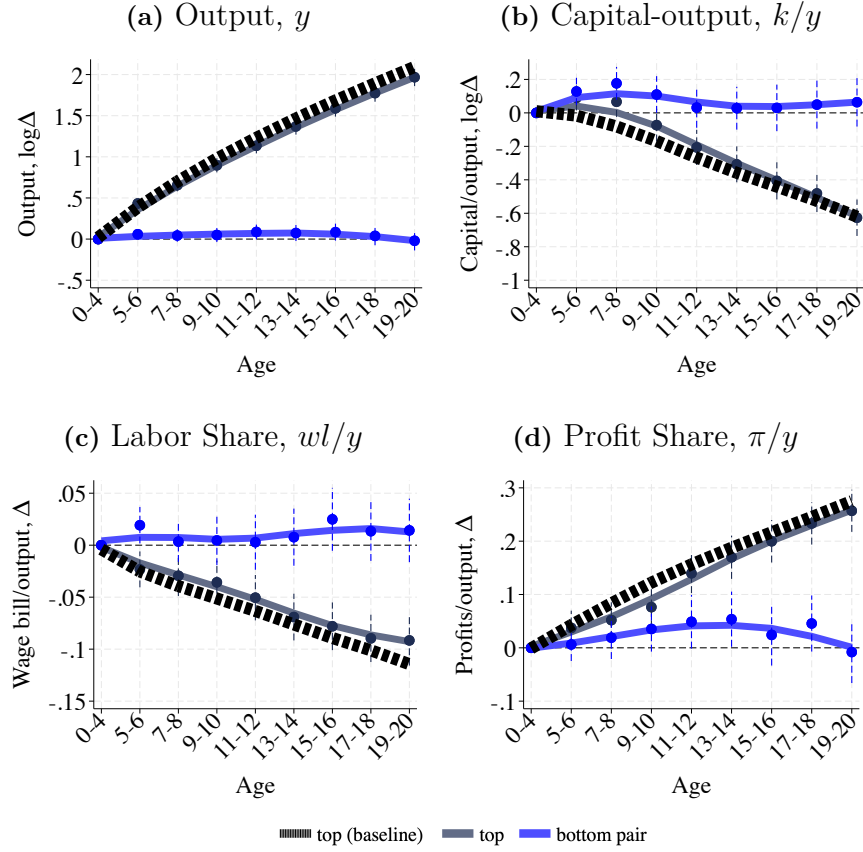 (a) Output, y
Output, logΔ
2
1.5
1
.5
0
-.5
0-4 5-6 7-8 9-10 11-12 13-14 15-16 17-18 19-20
Age
(b) Capital-output, k/y
Capital/output, logΔ
.2
0
-.2
-.4
-.6
-.8
-1
0-4 5-6 7-8 9-10 11-12 13-14 15-16 17-18 19-20
Age
(c) Labor Share, wl/y
Wage bill/output, Δ
.05
0
-.05
-.1
-.15
0-4 5-6 7-8 9-10 11-12 13-14 15-16 17-18 19-20
Age
(d) Profit Share, π/y
Profits/output, Δ
.3
.2
.1
0
-.1
0-4 5-6 7-8 9-10 11-12 13-14 15-16 17-18 19-20
Age
top (baseline) top bottom pair